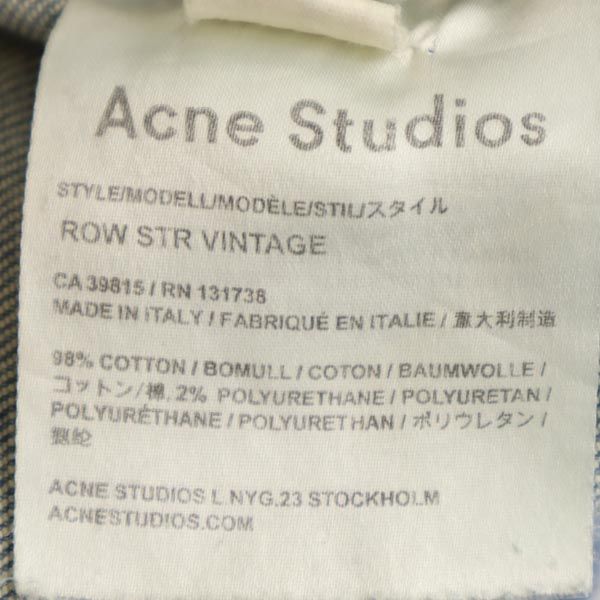 Acne Studios
STYLE/MODELL/MODÈLE/STIL/スタイル
ROW STR VINTAGE
CA 39815 / RN 131738
MADE IN ITALY / FABRIQUÉ EN ITALIE / 意大利制造
98% COTTON / BOMULL / COTON / BAUMWOLLE /
コットン/棉, 2% POLYURETHANE / POLYURETAN /
POLYURÉTHANE / POLYURETHAN / ポリウレタン /
氨纶
ACNE STUDIOS L NYG.23 STOCKHOLM
ACNESTUDIOS.COM